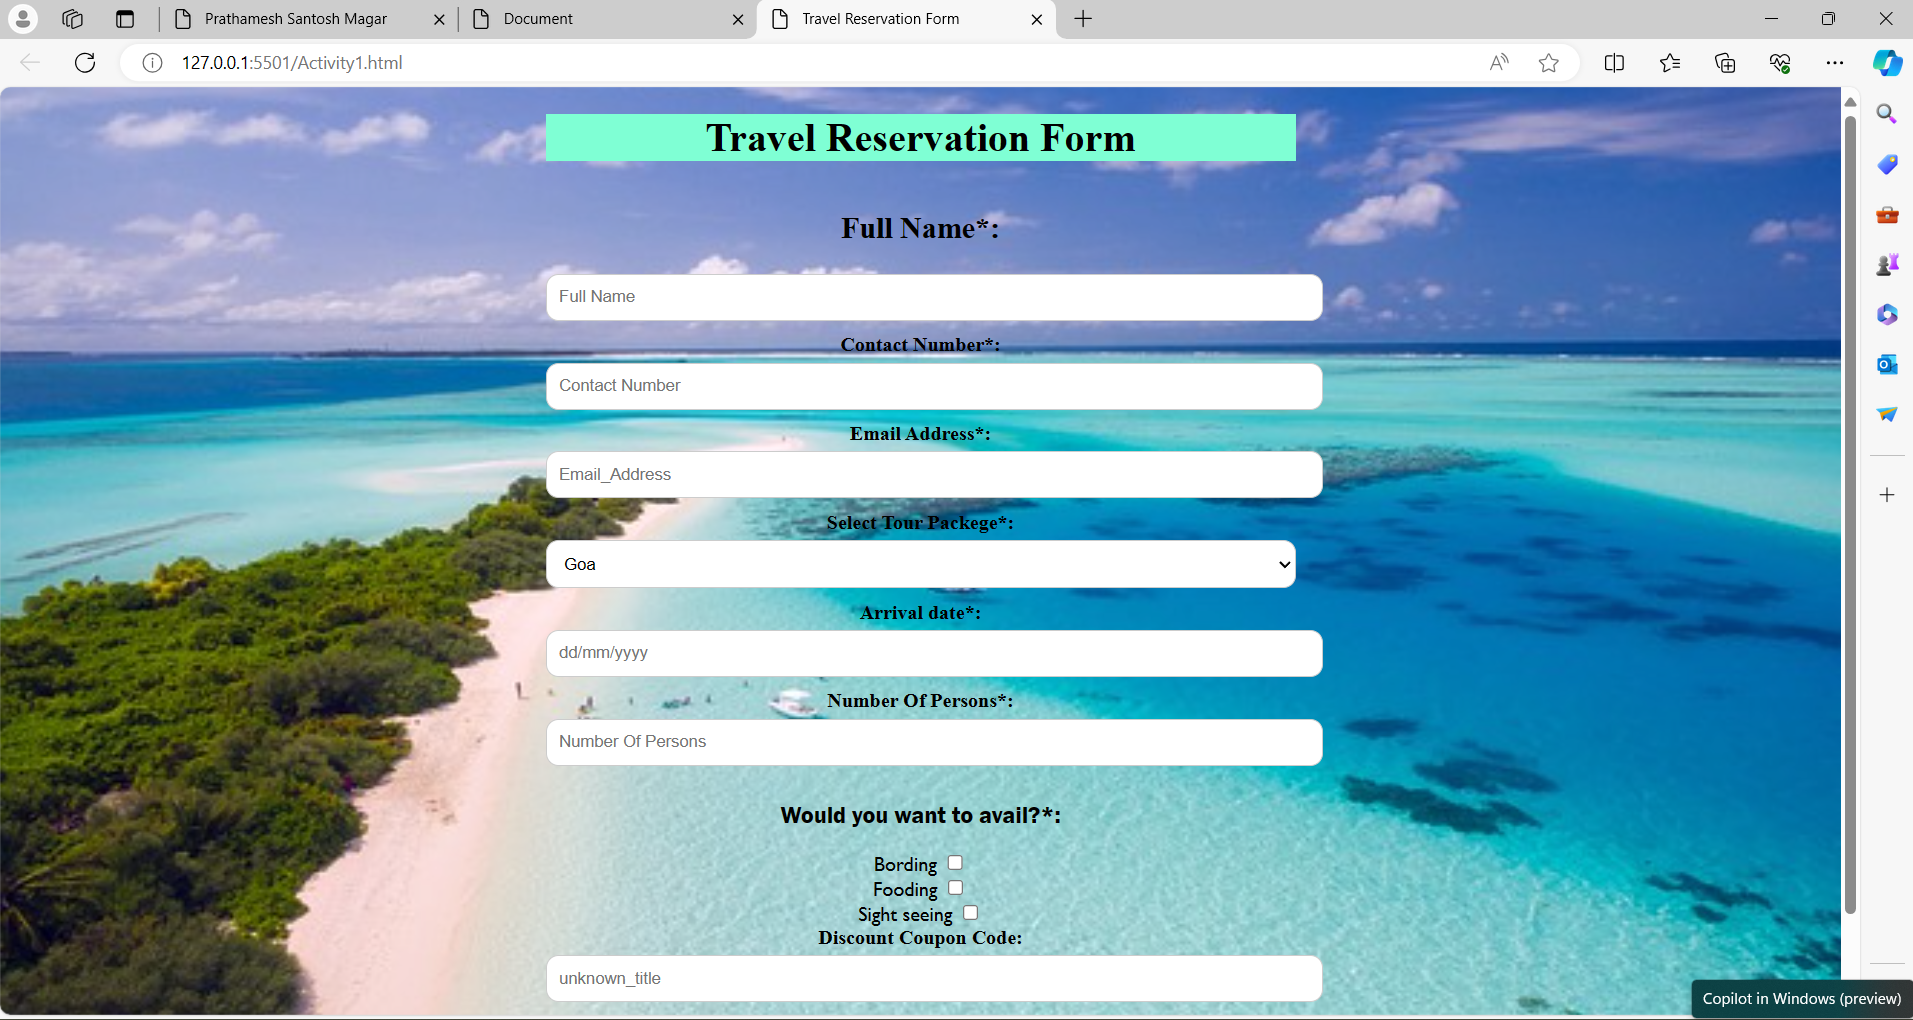 Prathamesh Santosh Magar
Document
Travel Reservation Form
127.0.0.1:5501/Activity1.html
Travel Reservation Form
Full Name*:
Full Name
Contact Number*:
Contact Number
Email Address*:
Email_Address
Select Tour Packege*:
Goa
Arrival date*:
dd/mm/yyyy
Number Of Persons*:
Number Of Persons
Would you want to avail?*:
Bording
Fooding
Sight seeing
Discount Coupon Code:
unknown_title
Copilot in Windows (preview)